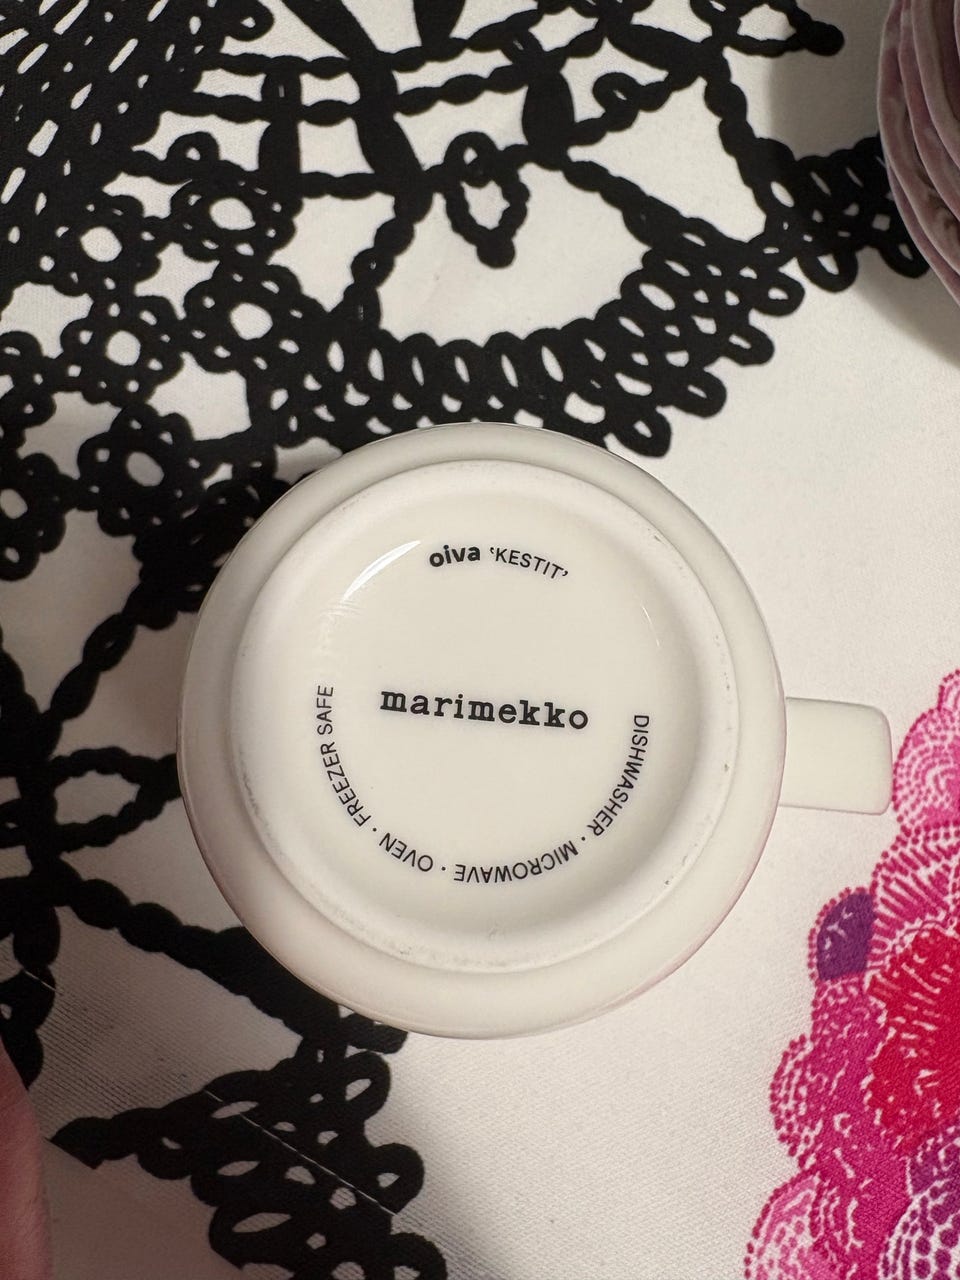 oiva ‘KESTIT’
marimekko
DISHWASHER · MICROWAVE · OVEN · FREEZER SAFE